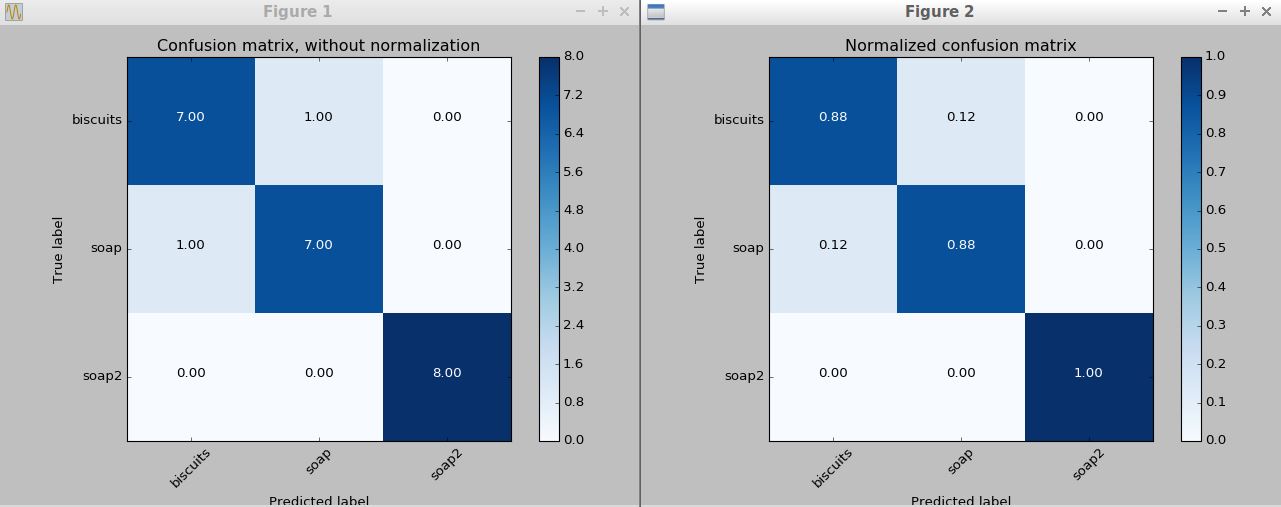 Figure 1
Confusion matrix, without normalization
biscuits 7.00 1.00 0.00
soap 1.00 7.00 0.00
soap2 0.00 0.00 8.00
True label
biscuits soap soap2
Predicted label
8.0
7.2
6.4
5.6
4.8
4.0
3.2
2.4
1.6
0.8
0.0
Figure 2
Normalized confusion matrix
biscuits 0.88 0.12 0.00
soap 0.12 0.88 0.00
soap2 0.00 0.00 1.00
True label
biscuits soap soap2
Predicted label
1.0
0.9
0.8
0.7
0.6
0.5
0.4
0.3
0.2
0.1
0.0